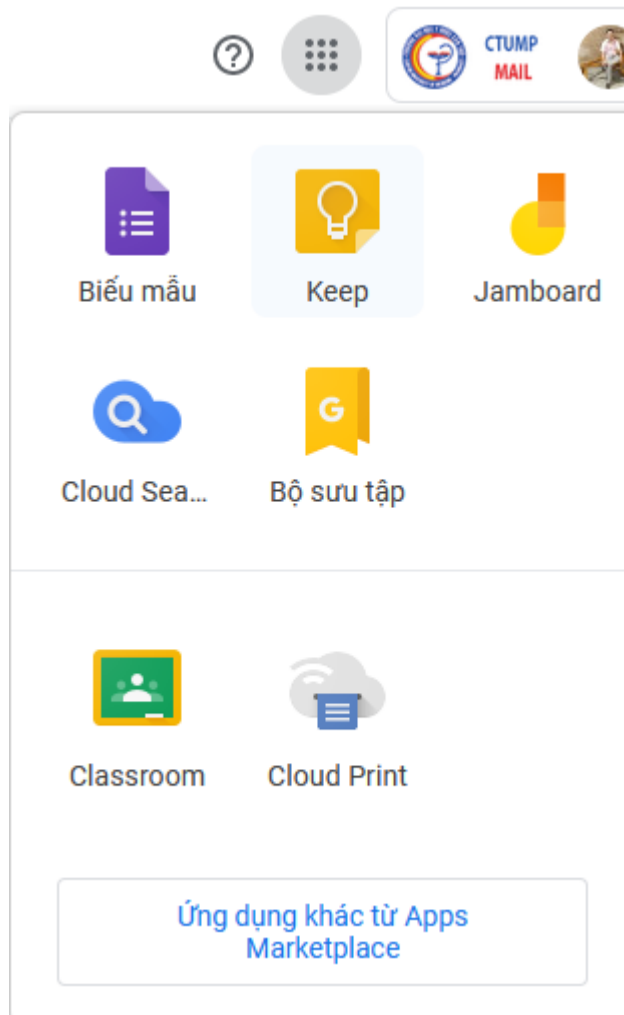 CTUMP
MAIL
Biểu mẫu
Keep
Jamboard
G
Cloud Sea...
Bộ sưu tập
Classroom
Cloud Print
Ứng dụng khác từ Apps
Marketplace